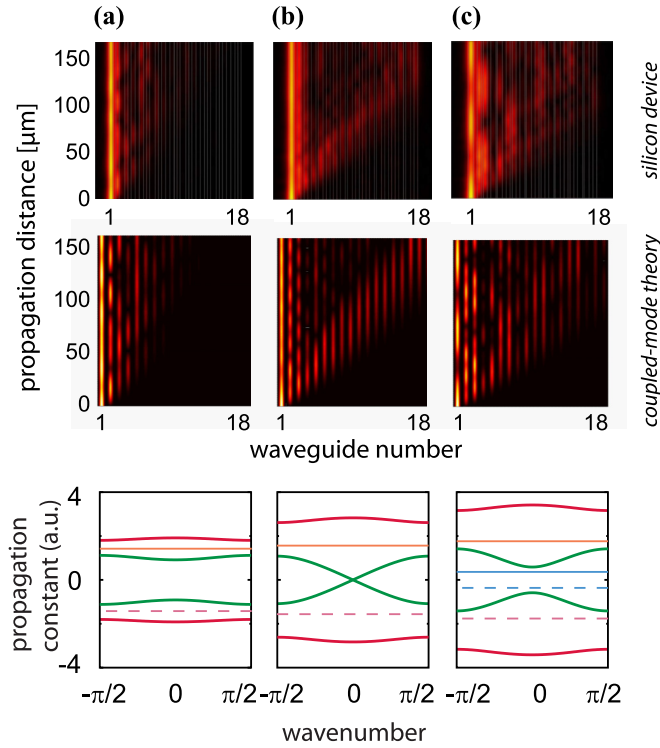 (a) (b) (c)
150
100
50
0
1 18 1 18 1 18
silicon device
propagation distance [µm]
150
100
50
0
1 18 1 18 1 18
coupled-mode theory
waveguide number
4
0
-4
propagation
constant (a.u.)
-π/2 0 π/2 -π/2 0 π/2 -π/2 0 π/2
wavenumber